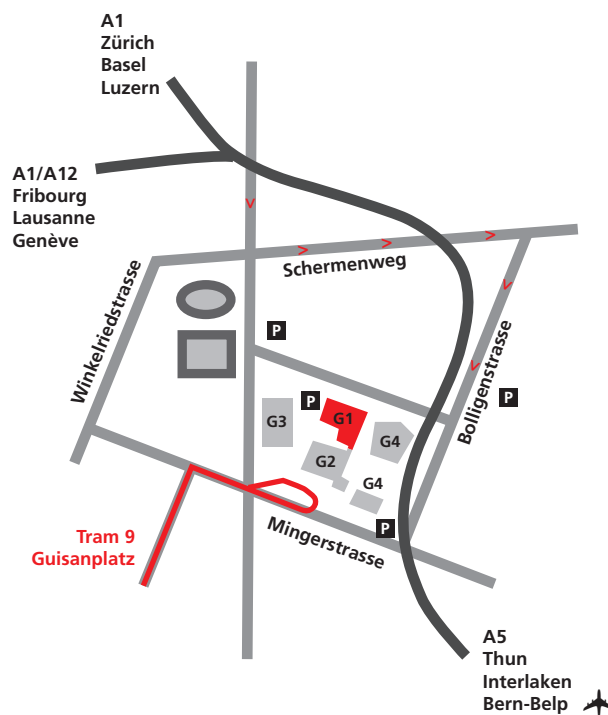 A1
Zürich
Basel
Luzern
A1/A12
Fribourg
Lausanne
Genève
Schermenweg
Winkelriedstrasse
P
Bolligenstrasse
P
P
G1
G3
G4
G2
G4
P
Mingerstrasse
Tram 9
Guisanplatz
A5
Thun
Interlaken
Bern-Belp